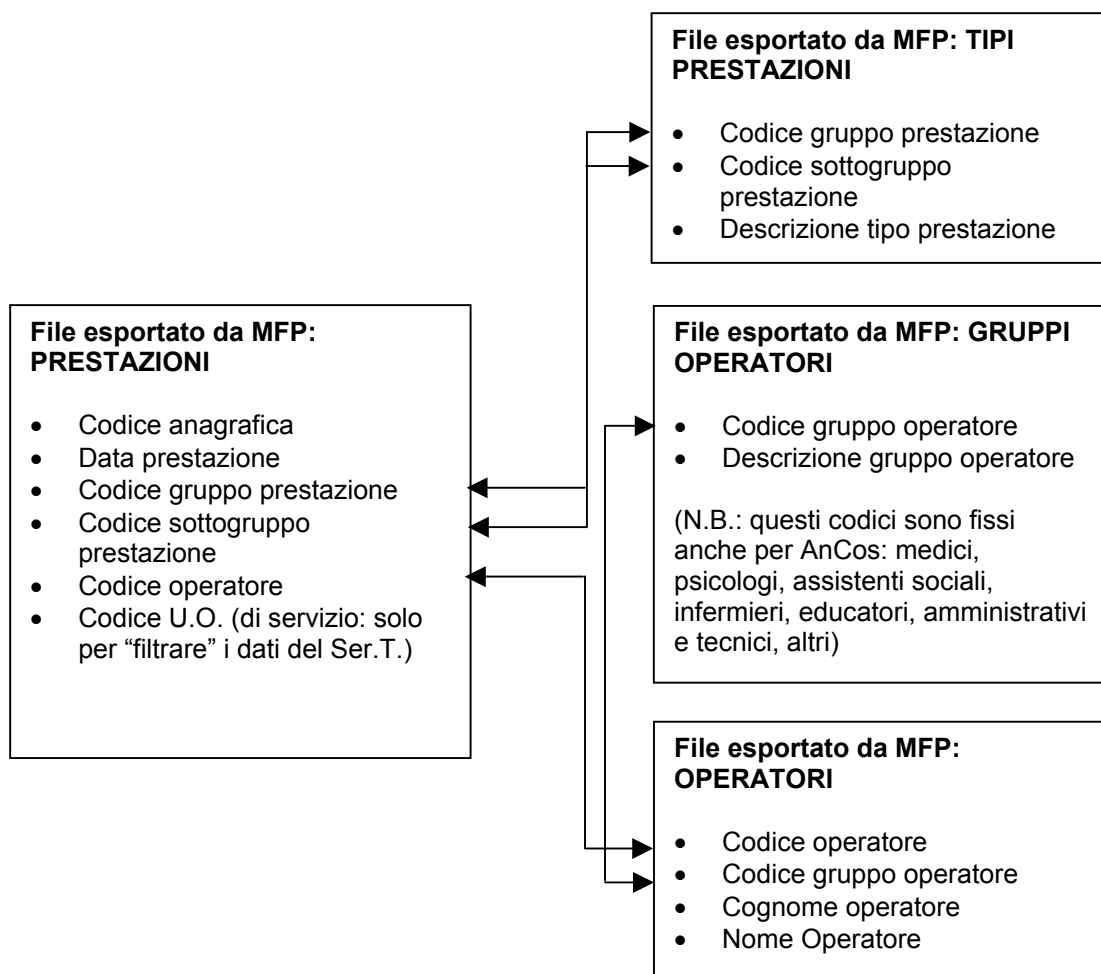 File esportato da MFP: TIPI
PRESTAZIONI
• Codice gruppo prestazione
• Codice sottogruppo
prestazione
• Descrizione tipo prestazione
File esportato da MFP:
PRESTAZIONI
• Codice anagrafica
• Data prestazione
• Codice gruppo prestazione
• Codice sottogruppo
prestazione
• Codice operatore
• Codice U.O. (di servizio: solo
per “filtrare” i dati del Ser.T.)
File esportato da MFP: GRUPPI
OPERATORI
• Codice gruppo operatore
• Descrizione gruppo operatore
(N.B.: questi codici sono fissi
anche per AnCos: medici,
psicologi, assistenti sociali,
infermieri, educatori, amministrativi
e tecnici, altri)
File esportato da MFP:
OPERATORI
• Codice operatore
• Codice gruppo operatore
• Cognome operatore
• Nome Operatore